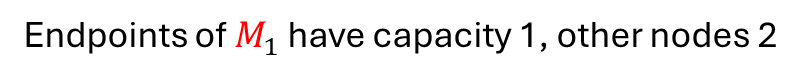 Endpoints of M₁ have capacity 1, other nodes 2